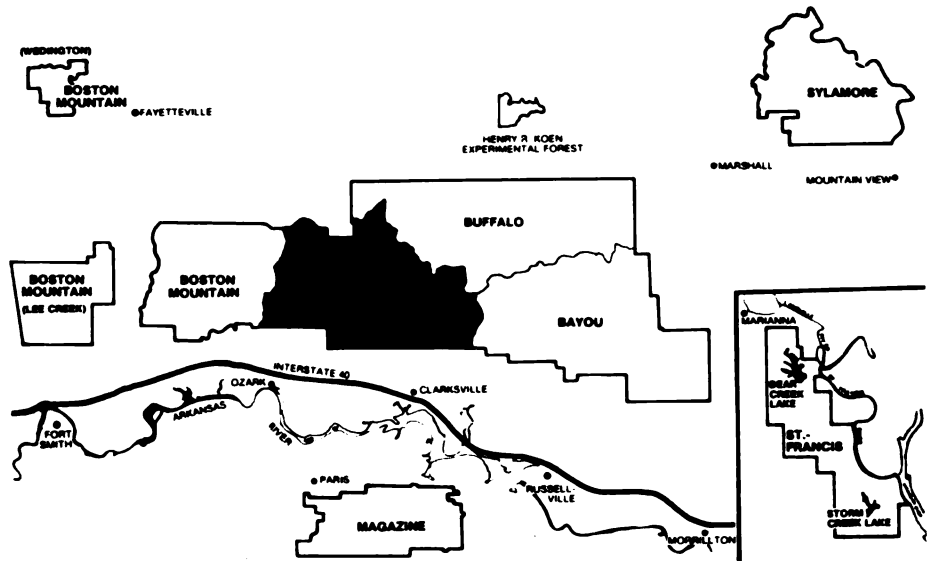 (WEDINGTON)
BOSTON
MOUNTAIN
FAYETTEVILLE
HENRY R. KOEN
EXPERIMENTAL FOREST
SYLAMORE
MARSHALL
MOUNTAIN VIEW
BUFFALO
BOSTON
MOUNTAIN
(LEE CREEK)
BOSTON
MOUNTAIN
BAYOU
MARIANNA
BEAR
CREEK
LAKE
ST.-
FRANCIS
STORM
CREEK LAKE
INTERSTATE 40
OZARK
CLARKSVILLE
ARKANSAS
RIVER
FORT
SMITH
PARIS
RUSSELL-
VILLE
MAGAZINE
MORRILLTON